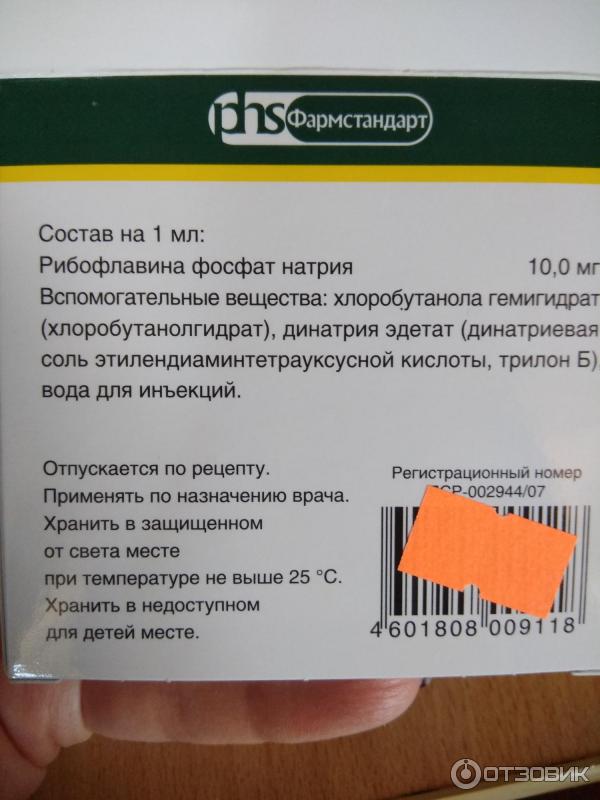 phs Фармстандарт
Состав на 1 мл:
Рибофлавина фосфат натрия 10,0 мг
Вспомогательные вещества: хлоробутанола гемигидрат
(хлоробутанолгидрат), динатрия эдетат (динатриевая
соль этилендиаминтетрауксусной кислоты, трилон Б),
вода для инъекций.
Отпускается по рецепту.
Применять по назначению врача.
Хранить в защищенном
от света месте
при температуре не выше 25 °C.
Хранить в недоступном
для детей месте.
Регистрационный номер
СР-002944/07
4 601808 009118
ОТЗОВИК